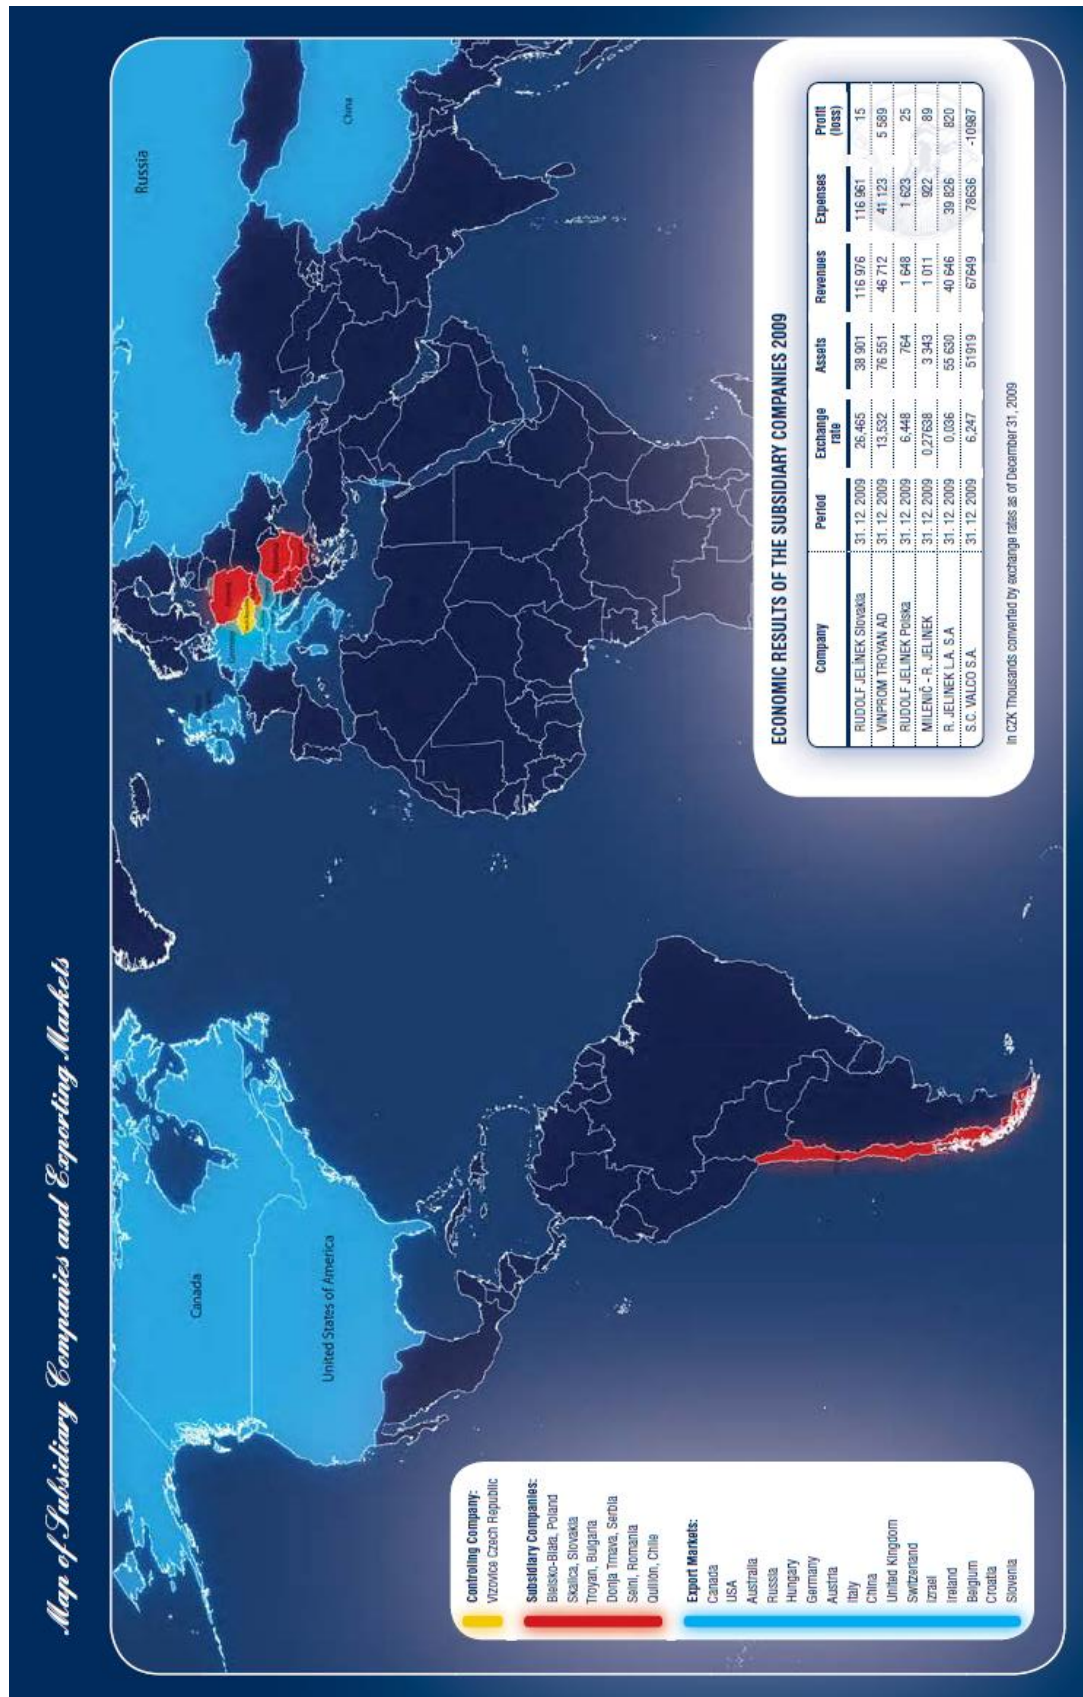 Map of Subsidiary Companies and Exporting Markets
Russia
China
Canada
United States of America
Controling Company:
Vizovice Czech Republic
Subsidiary Companies:
Bielsko-Biała, Poland
Skalica, Slovakia
Troyan, Bulgaria
Donja Trnava, Serbia
Seini, Romania
Quillón, Chile
Export Markets:
Canada
USA
Australia
Russia
Hungary
Germany
Austria
Italy
China
United Kingdom
Switzerland
Izrael
Ireland
Belgium
Croatia
Slovenia
ECONOMIC RESULTS OF THE SUBSIDIARY COMPANIES 2009
Company Period Exchange rate Assets Revenues Expenses Profit (loss)
RUDOLF JELÍNEK Slovakia 31. 12. 2009 26,465 38 901 116 976 116 961 15
VINPROM TROYAN AD 31. 12. 2009 13,532 76 551 46 712 41 123 5 589
RUDOLF JELINEK Polska 31. 12. 2009 6,448 764 1 648 1 623 25
MILENIČ - R. JELINEK 31. 12. 2009 0,27638 3 343 1 011 922 89
R. JELINEK L.A. S.A 31. 12. 2009 0,036 55 630 40 646 39 826 820
S.C. VALCO S.A. 31. 12. 2009 6,247 51919 67649 78636 -10987
In CZK Thousands converted by exchange rates as of December 31, 2009